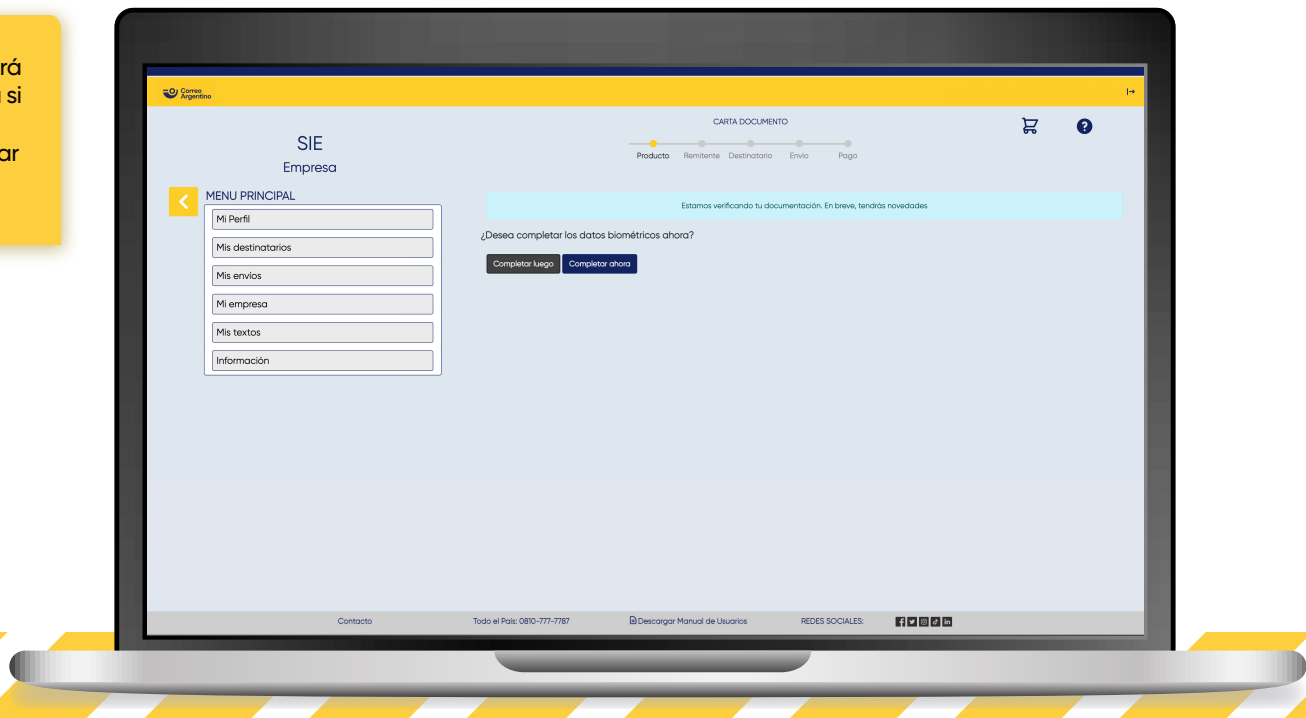 rá
si
ar
Correo
Argentino
CARTA DOCUMENTO
SIE
Empresa
Producto Remitente Destinatario Envío Pago
MENU PRINCIPAL
Mi Perfil
Mis destinatarios
Mis envíos
Mi empresa
Mis textos
Información
Estamos verificando tu documentación. En breve, tendrás novedades
¿Desea completar los datos biométricos ahora?
Completar luego Completar ahora
Contacto Todo el País: 0810-777-7787 Descargar Manual de Usuarios REDES SOCIALES: